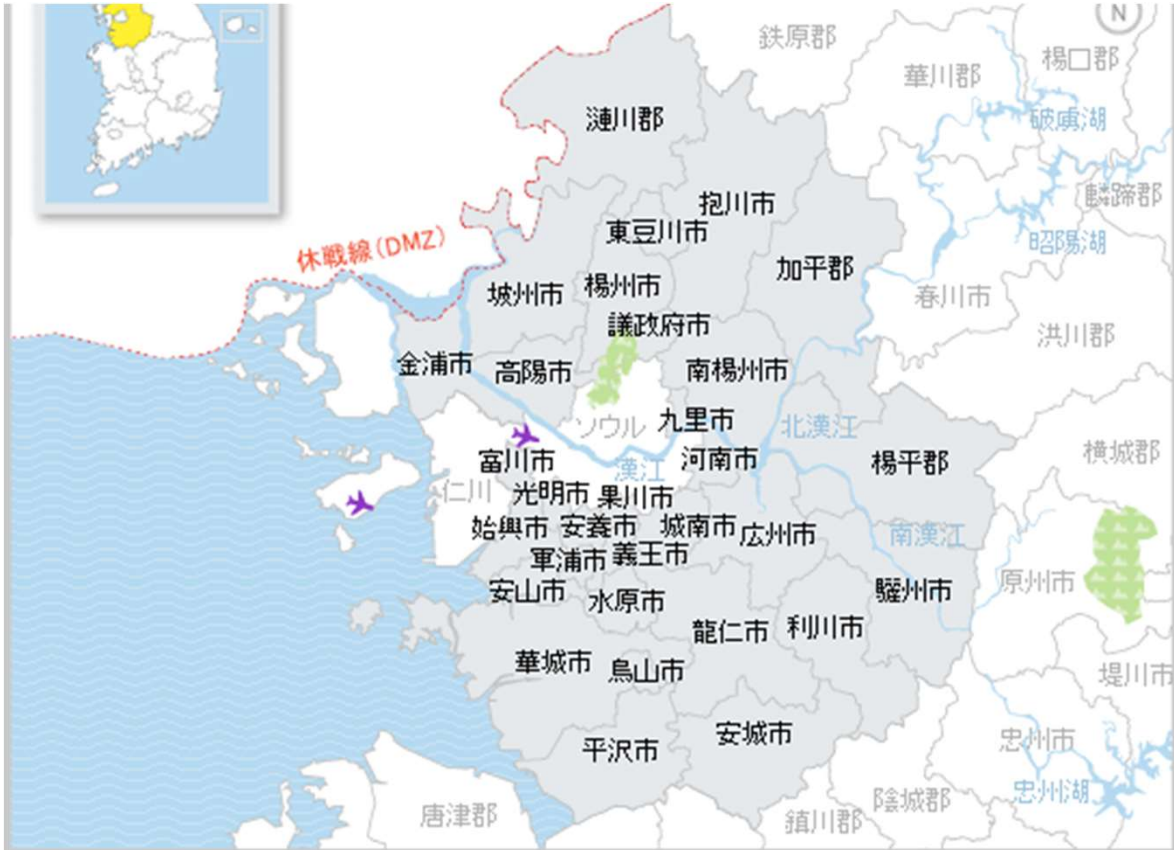 N
鉄原郡
華川郡
楊口郡
漣川郡
破虜湖
抱川市
麟蹄郡
東豆川市
昭陽湖
休戦線(DMZ)
加平郡
坡州市
楊州市
春川市
議政府市
洪川郡
金浦市
高陽市
南楊州市
ソウル
九里市
北漢江
横城郡
富川市
漢江
河南市
楊平郡
仁川
光明市
果川市
始興市
安養市
城南市
広州市
南漢江
軍浦市
義王市
安山市
水原市
驪州市
原州市
龍仁市
利川市
華城市
烏山市
堤川市
平沢市
安城市
忠州市
忠州湖
唐津郡
陰城郡
鎮川郡